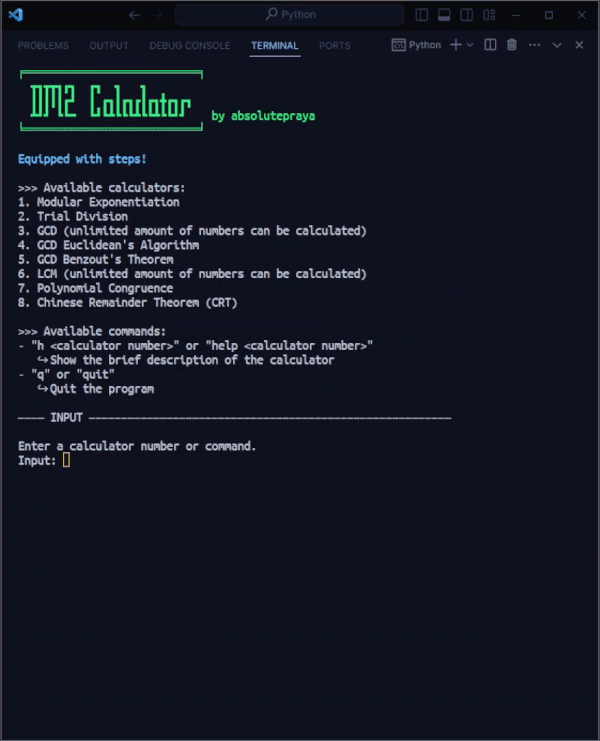 Python
PROBLEMS OUTPUT DEBUG CONSOLE TERMINAL PORTS Python
DM2 Calculator by absolutepraya
Equipped with steps!
>>> Available calculators:
1. Modular Exponentiation
2. Trial Division
3. GCD (unlimited amount of numbers can be calculated)
4. GCD Euclidean's Algorithm
5. GCD Benzout's Theorem
6. LCM (unlimited amount of numbers can be calculated)
7. Polynomial Congruence
8. Chinese Remainder Theorem (CRT)
>>> Available commands:
- "h <calculator number>" or "help <calculator number>"
↪Show the brief description of the calculator
- "q" or "quit"
↪Quit the program
──── INPUT ────────────────────────────────────────────────────────
Enter a calculator number or command.
Input: